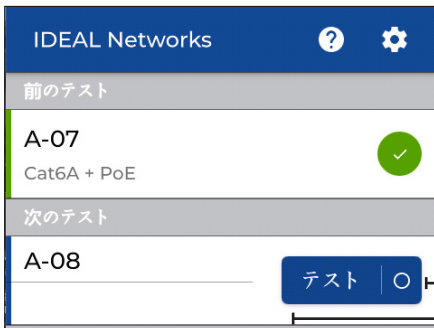 IDEAL Networks
前のテスト
A-07
Cat6A + PoE
次のテスト
A-08
テスト